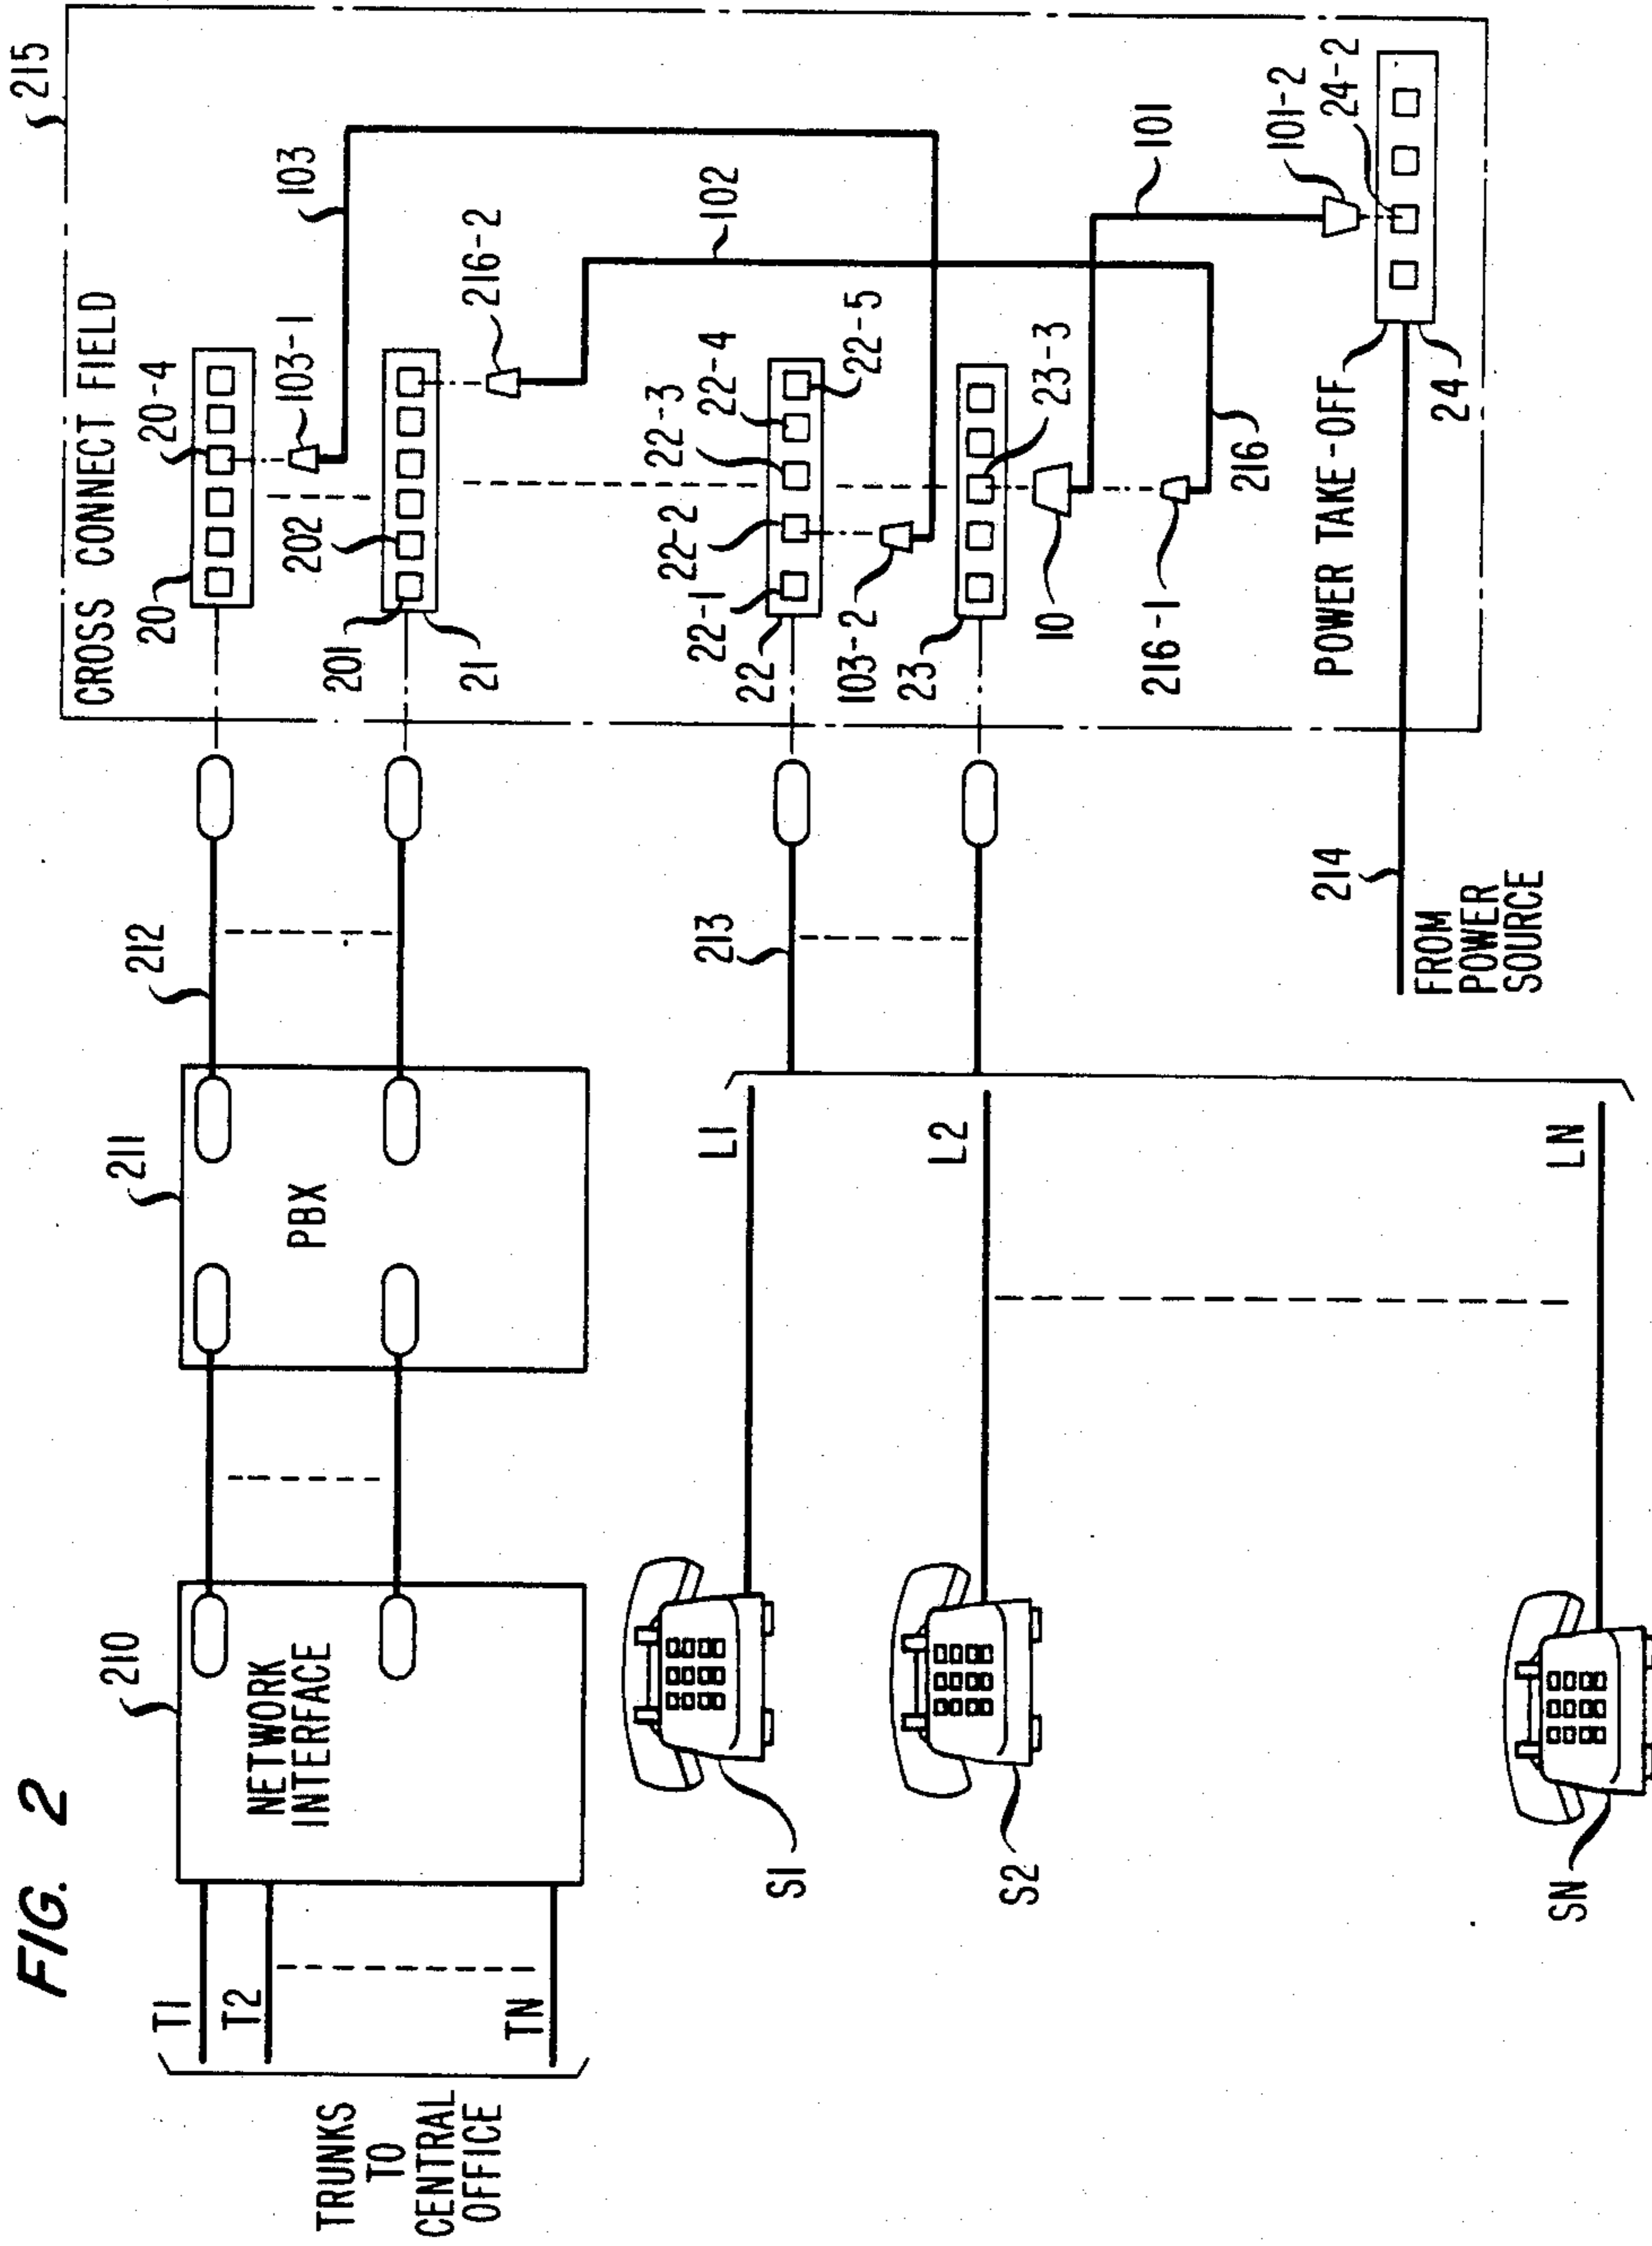 FIG. 2
TRUNKS
TO
CENTRAL
OFFICE
T1
T2
TN
210
NETWORK
INTERFACE
211
PBX
212
213
214
FROM
POWER
SOURCE
S1
S2
SN
L1
L2
LN
215
CROSS CONNECT FIELD
20
20-4
103-1
103
201
202
21
216-2
102
22-1
22
22-2
22-3
22-4
22-5
103-2
23
23-3
10
216-1
216
101
101-2
24-2
POWER TAKE-OFF
24